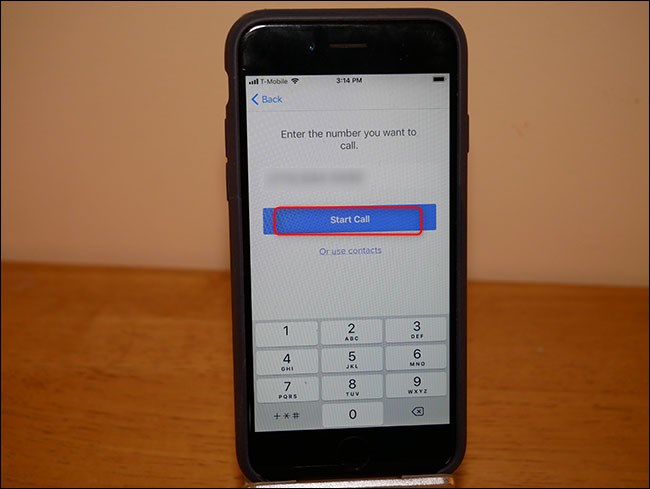 T-Mobile 3:14 PM
Back
Enter the number you want to
call.
Start Call
Or use contacts
1 2 3
ABC DEF
4 5 6
GHI JKL MNO
7 8 9
PQRS TUV WXYZ
+*# 0